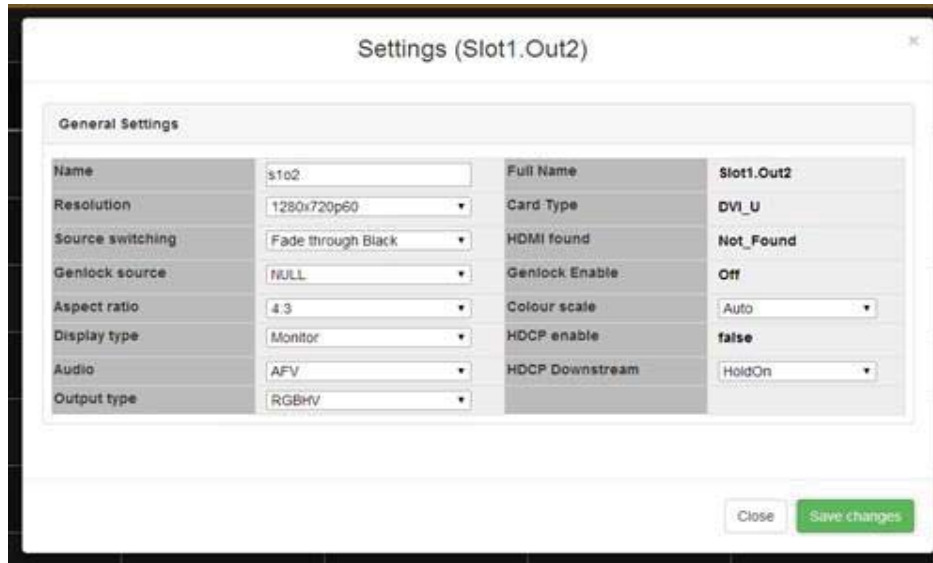 Settings (Slot1.Out2)
×
General Settings
Name s1o2 Full Name Slot1.Out2
Resolution 1280x720p60 Card Type DVI_U
Source switching Fade through Black HDMI found Not_Found
Genlock source NULL Genlock Enable Off
Aspect ratio 4:3 Colour scale Auto
Display type Monitor HDCP enable false
Audio AFV HDCP Downstream HoldOn
Output type RGBHV
Close Save changes